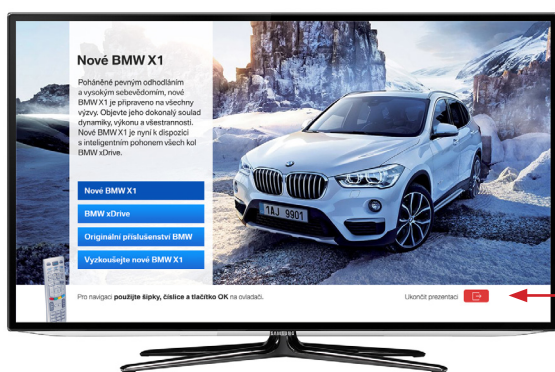 Nové BMW X1
Poháněné pevným odhodláním
a vysokým sebevědomím, nové
BMW X1 je připraveno na všechny
výzvy. Objevte jeho dokonalý soulad
dynamiky, výkonu a všestrannosti.
Nové BMW X1 je nyní k dispozici
s inteligentním pohonem všech kol
BMW xDrive.
Nové BMW X1
BMW xDrive
Originální příslušenství BMW
Vyzkoušejte nové BMW X1
1AJ 9901
Pro navigaci použijte šipky, číslice a tlačítko OK na ovladači.
Ukončit prezentaci